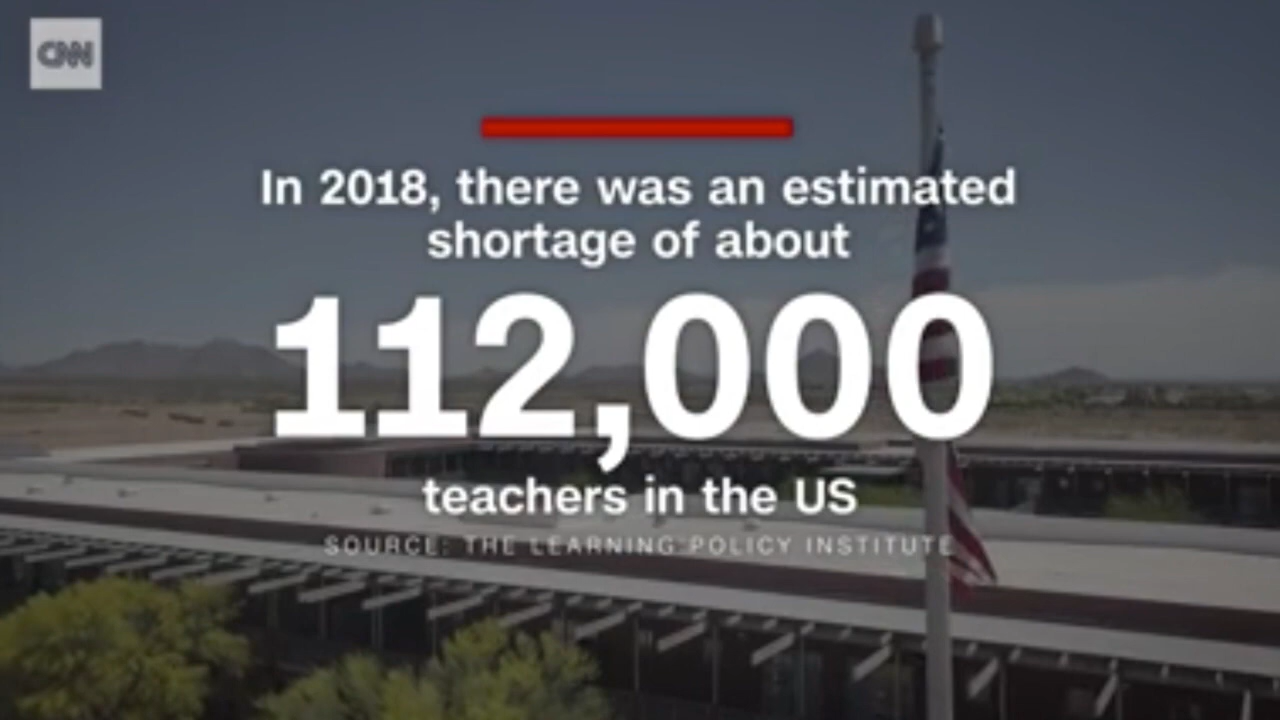 CNN
In 2018, there was an estimated
shortage of about
112,000
teachers in the US
SOURCE: THE LEARNING POLICY INSTITUTE